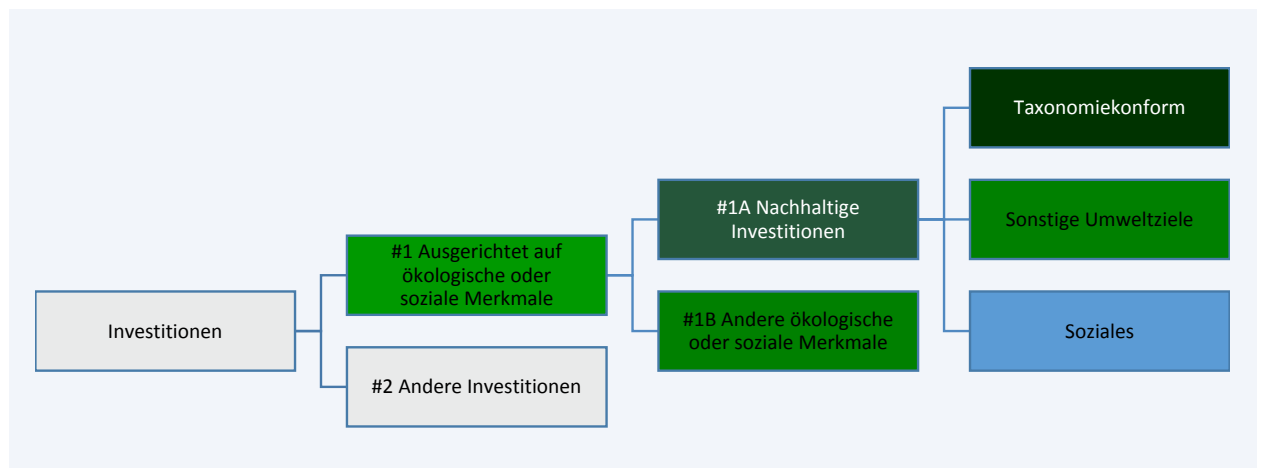 Investitionen
#1 Ausgerichtet auf
ökologische oder
soziale Merkmale
#2 Andere Investitionen
#1A Nachhaltige
Investitionen
#1B Andere ökologische
oder soziale Merkmale
Taxonomiekonform
Sonstige Umweltziele
Soziales